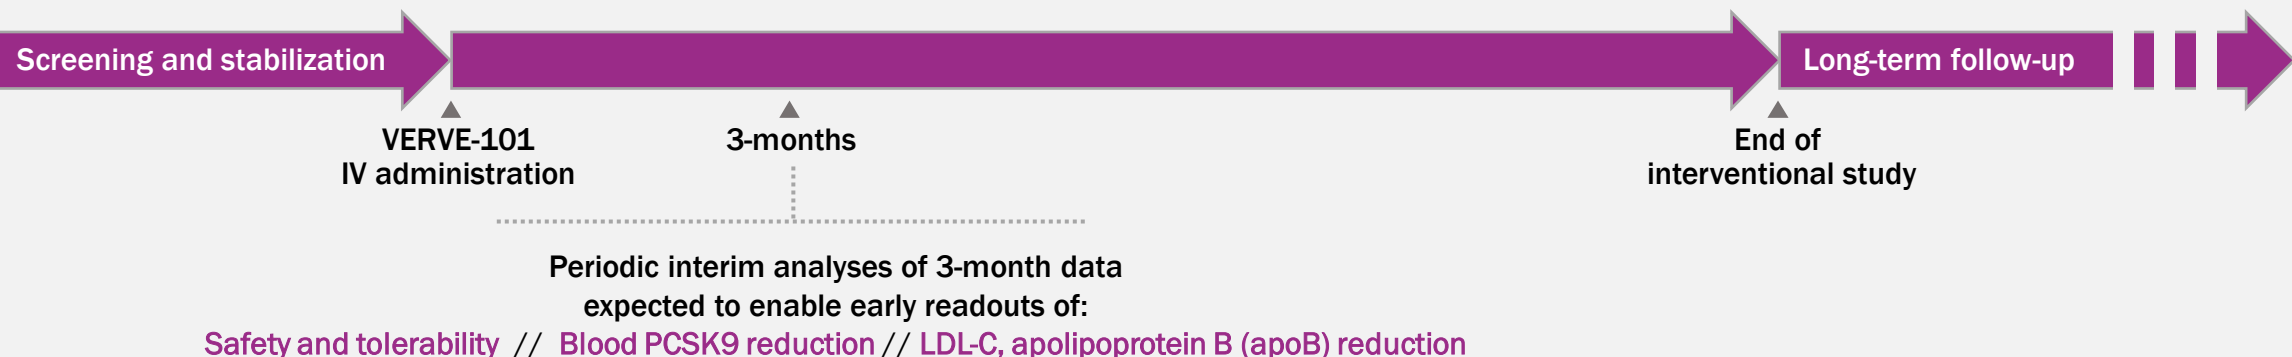 Screening and stabilization
Long-term follow-up
VERVE-101
IV administration
3-months
End of
interventional study
Periodic interim analyses of 3-month data
expected to enable early readouts of:
Safety and tolerability // Blood PCSK9 reduction // LDL-C, apolipoprotein B (apoB) reduction